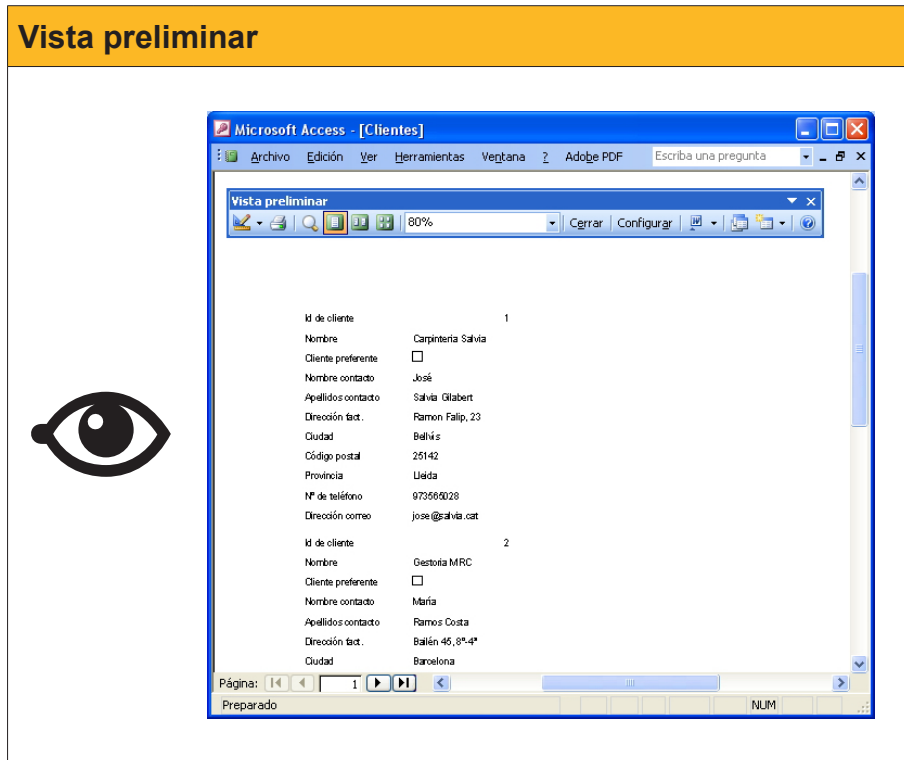 Vista preliminar
Microsoft Access - [Clientes]
Archivo Edición Ver Herramientas Ventana ? Adobe PDF Escriba una pregunta
Vista preliminar
80% Cerrar Configurar
Id de cliente 1
Nombre Carpinteria Salvia
Cliente preferente
Nombre contacto José
Apellidos contacto Salvia Gilabert
Dirección fact. Ramon Falip, 23
Ciudad Bellvís
Código postal 25142
Provincia Lleida
Nº de teléfono 973565028
Dirección correo jose@salvia.cat
Id de cliente 2
Nombre Gestoria MRC
Cliente preferente
Nombre contacto María
Apellidos contacto Ramos Costa
Dirección fact. Bailén 45, 8º-4ª
Ciudad Barcelona
Página: 1
Preparado NUM